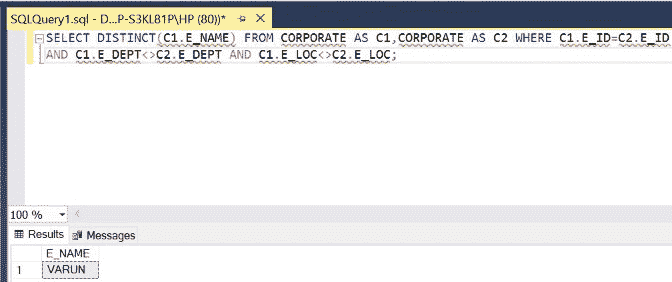 SQLQuery1.sql - D...P-S3KL81P\HP (80))*
SELECT DISTINCT(C1.E_NAME) FROM CORPORATE AS C1,CORPORATE AS C2 WHERE C1.E_ID=C2.E_ID
AND C1.E_DEPT<>C2.E_DEPT AND C1.E_LOC<>C2.E_LOC;
100 %
Results Messages
E_NAME
1 VARUN